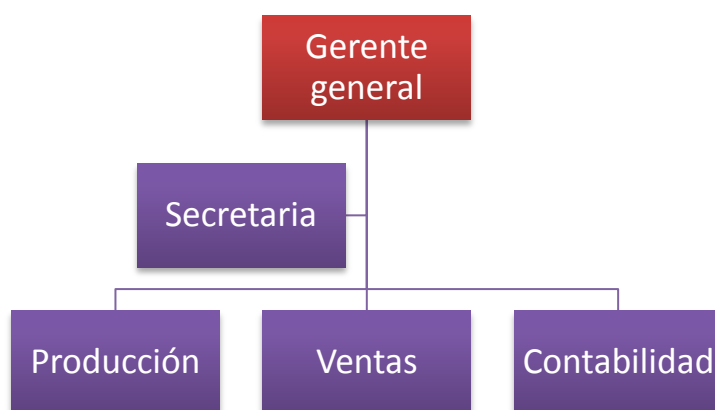 Gerente
general
Secretaria
Producción
Ventas
Contabilidad